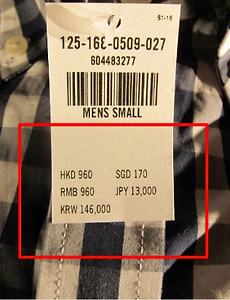 125-168-0509-027
604483277
MENS SMALL
HKD 960 SGD 170
RMB 960 JPY 13,000
KRW 146,000